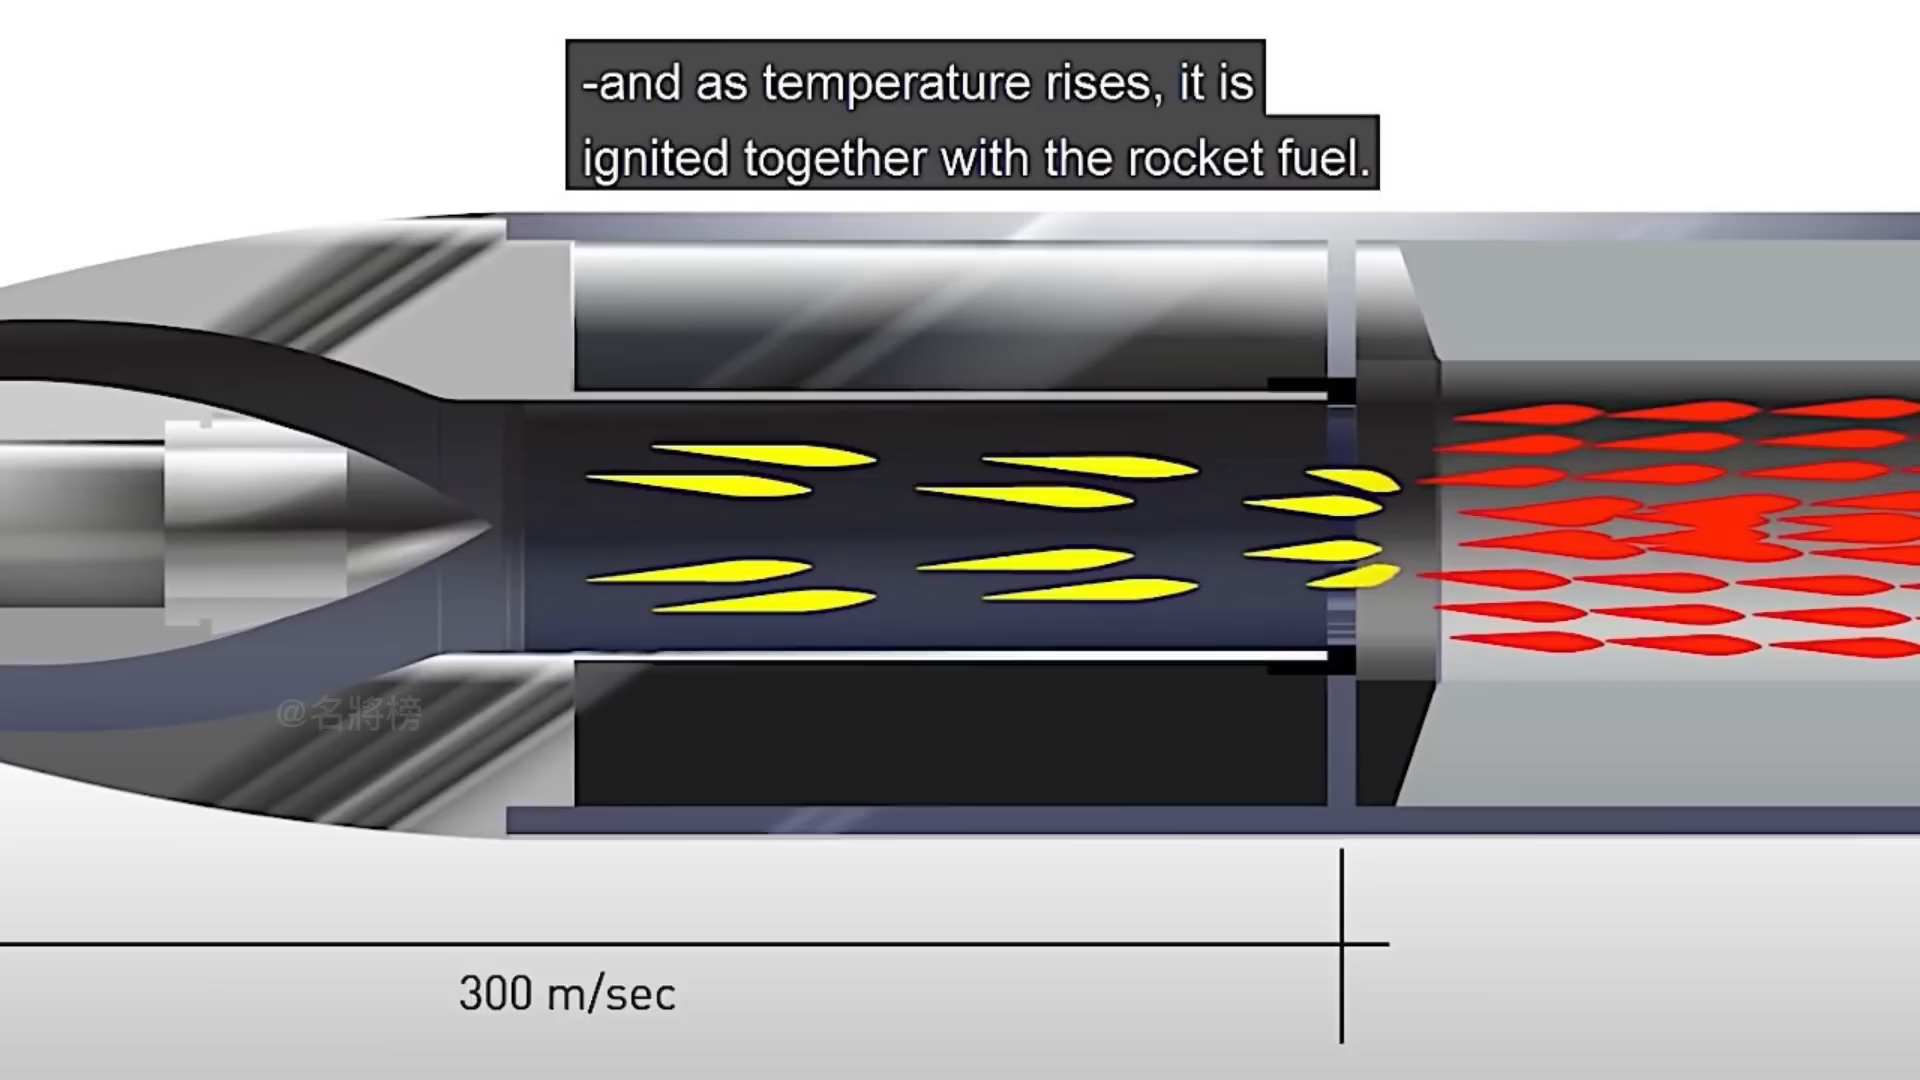 -and as temperature rises, it is
ignited together with the rocket fuel.
@名將榜
300 m/sec